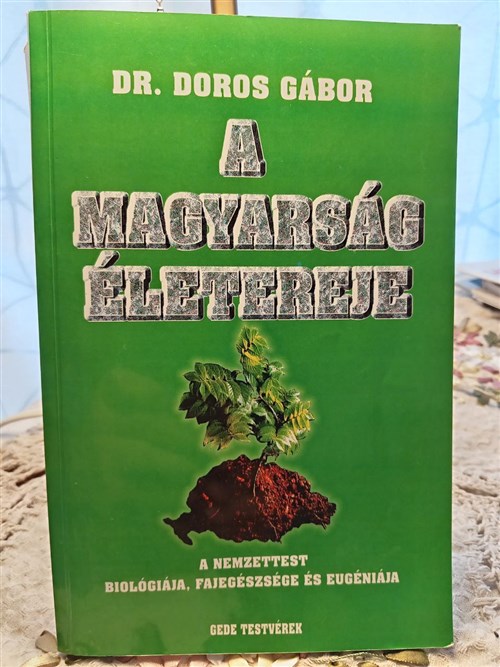 DR. DOROS GÁBOR
A
MAGYARSÁG
ÉLETEREJE
A NEMZETTEST
BIOLÓGIÁJA, FAJEGÉSZSÉGE ÉS EUGÉNIÁJA
GEDE TESTVÉREK